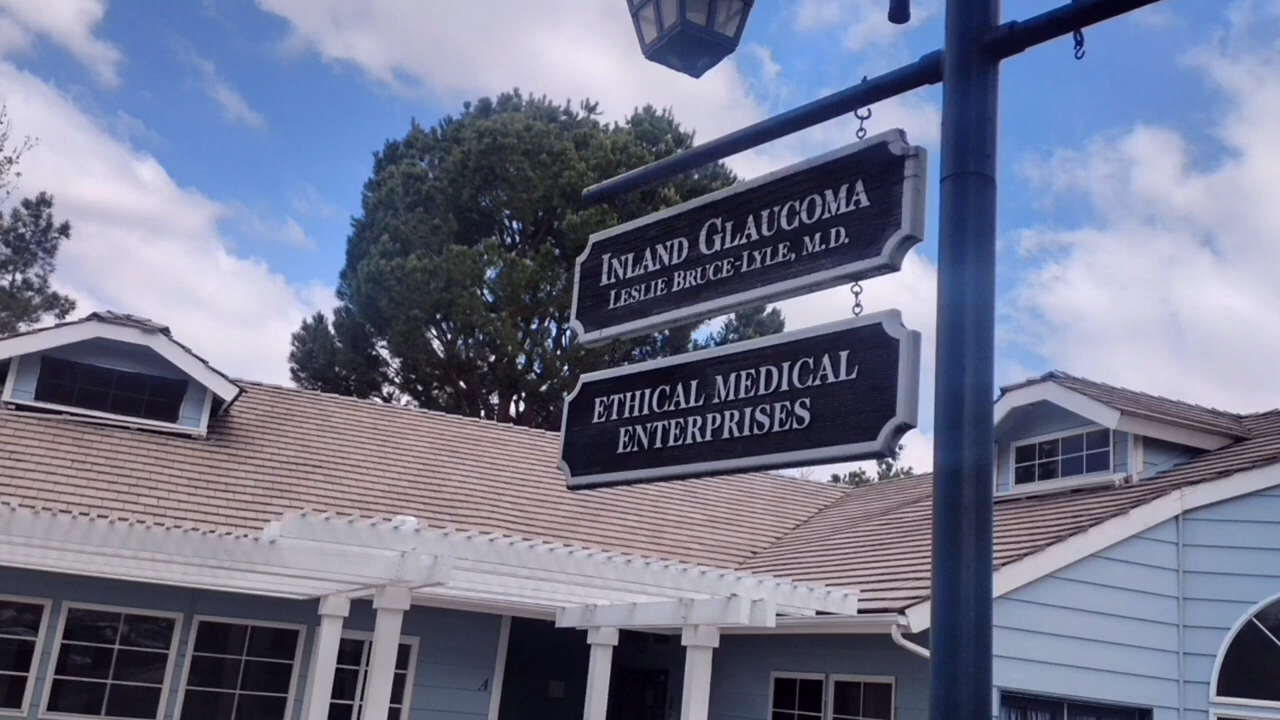 INLAND GLAUCOMA
LESLIE BRUCE-LYLE, M.D.
ETHICAL MEDICAL
ENTERPRISES
A